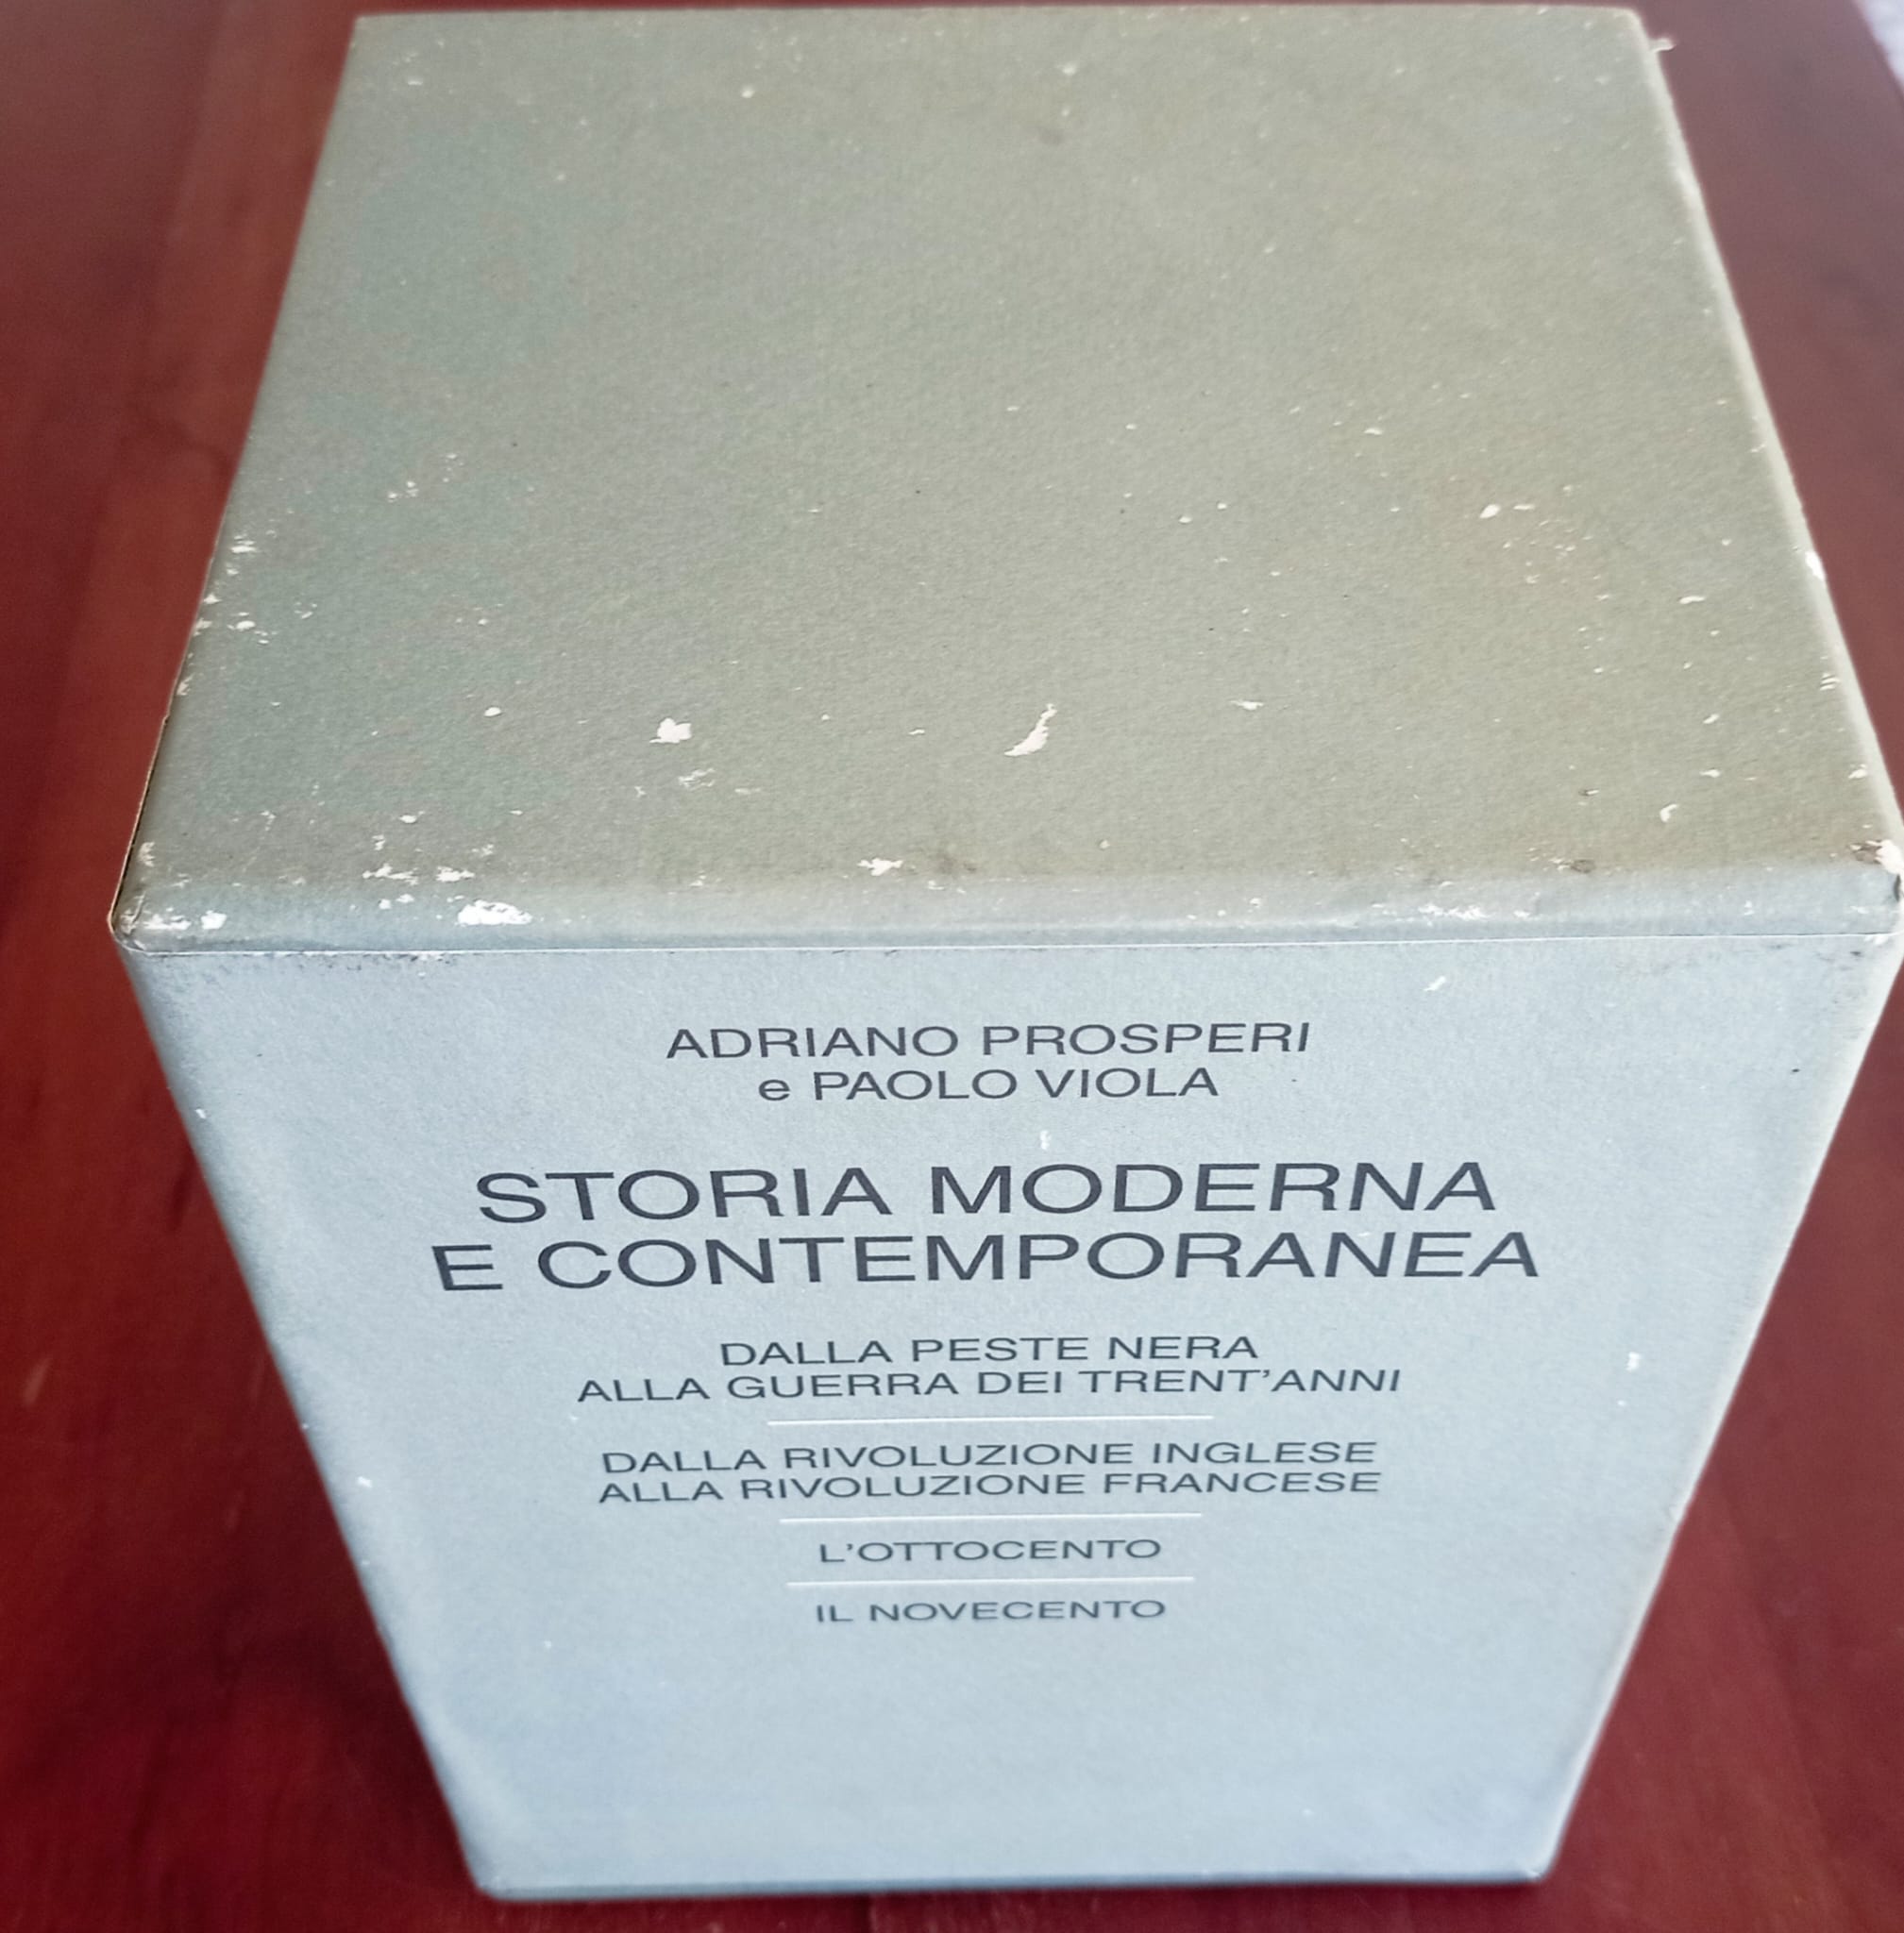 ADRIANO PROSPERI
e PAOLO VIOLA
STORIA MODERNA
E CONTEMPORANEA
DALLA PESTE NERA
ALLA GUERRA DEI TRENT'ANNI
DALLA RIVOLUZIONE INGLESE
ALLA RIVOLUZIONE FRANCESE
L'OTTOCENTO
IL NOVECENTO